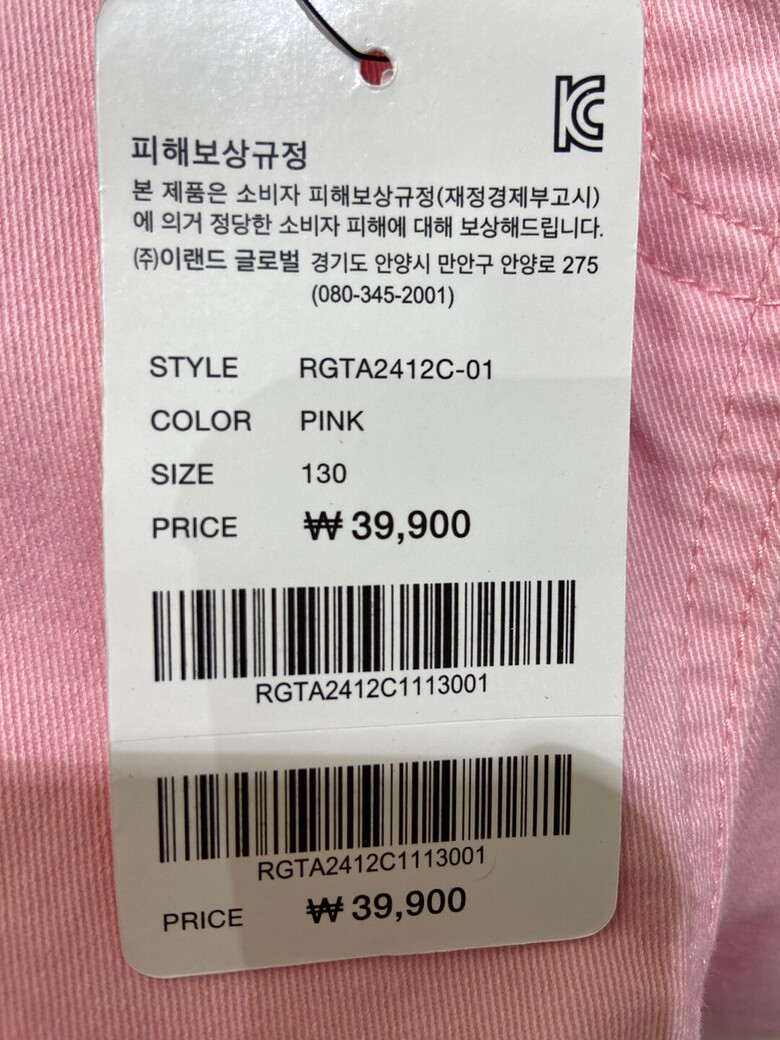 KC
피해보상규정
본 제품은 소비자 피해보상규정(재정경제부고시)
에 의거 정당한 소비자 피해에 대해 보상해드립니다.
(주)이랜드 글로벌 경기도 안양시 만안구 안양로 275
(080-345-2001)
STYLE RGTA2412C-01
COLOR PINK
SIZE 130
PRICE ₩ 39,900
RGTA2412C1113001
RGTA2412C1113001
PRICE ₩ 39,900